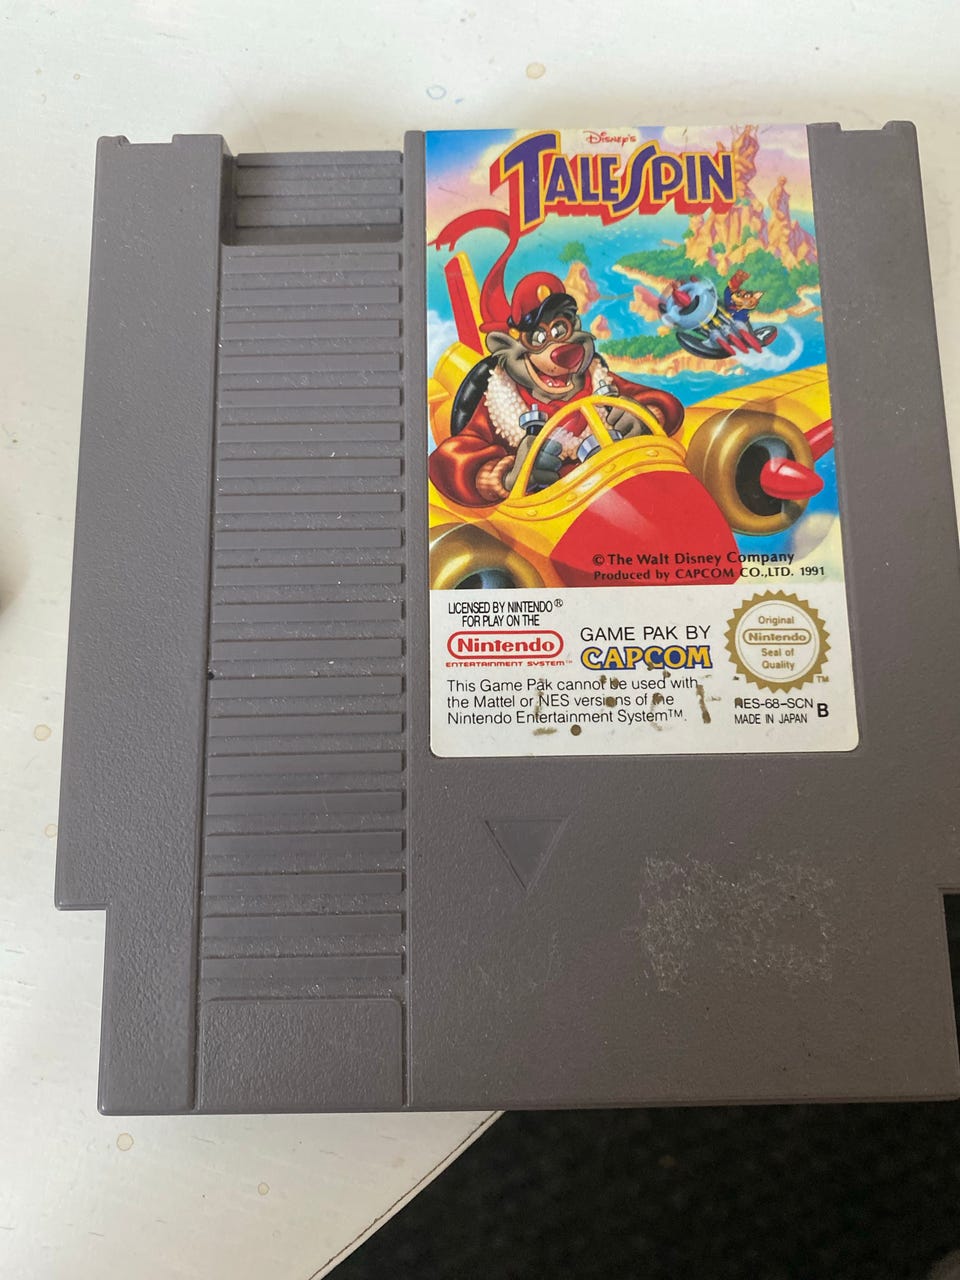 Disney's
TALESPIN
© The Walt Disney Company
Produced by CAPCOM CO.,LTD. 1991
LICENSED BY NINTENDO®
FOR PLAY ON THE
Nintendo
ENTERTAINMENT SYSTEM™
GAME PAK BY
CAPCOM
This Game Pak cannot be used with
the Mattel or NES versions of the
Nintendo Entertainment System™.
Original
Nintendo
Seal of
Quality
TM
NES-68-SCN
MADE IN JAPAN
B